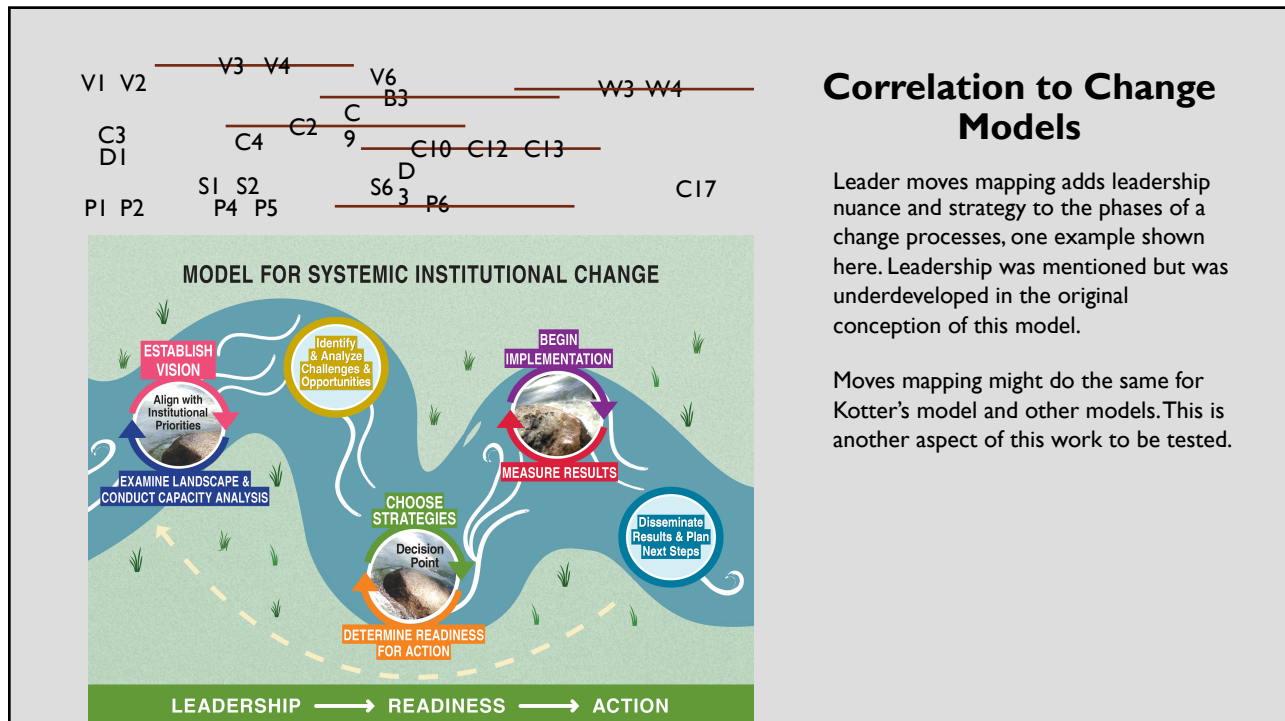 V1 V2
V3 V4
V6
B3
W3 W4
C3
D1
C4
C2
C
9
C10 C12 C13
S1 S2
S6
D
3
C17
P1 P2
P4 P5
P6
Correlation to Change
Models
Leader moves mapping adds leadership
nuance and strategy to the phases of a
change processes, one example shown
here. Leadership was mentioned but was
underdeveloped in the original
conception of this model.
Moves mapping might do the same for
Kotter’s model and other models. This is
another aspect of this work to be tested.
MODEL FOR SYSTEMIC INSTITUTIONAL CHANGE
ESTABLISH
VISION
Align with
Institutional
Priorities
EXAMINE LANDSCAPE &
CONDUCT CAPACITY ANALYSIS
Identify
& Analyze
Challenges &
Opportunities
CHOOSE
STRATEGIES
Decision
Point
DETERMINE READINESS
FOR ACTION
BEGIN
IMPLEMENTATION
MEASURE RESULTS
Disseminate
Results & Plan
Next Steps
LEADERSHIP → READINESS → ACTION